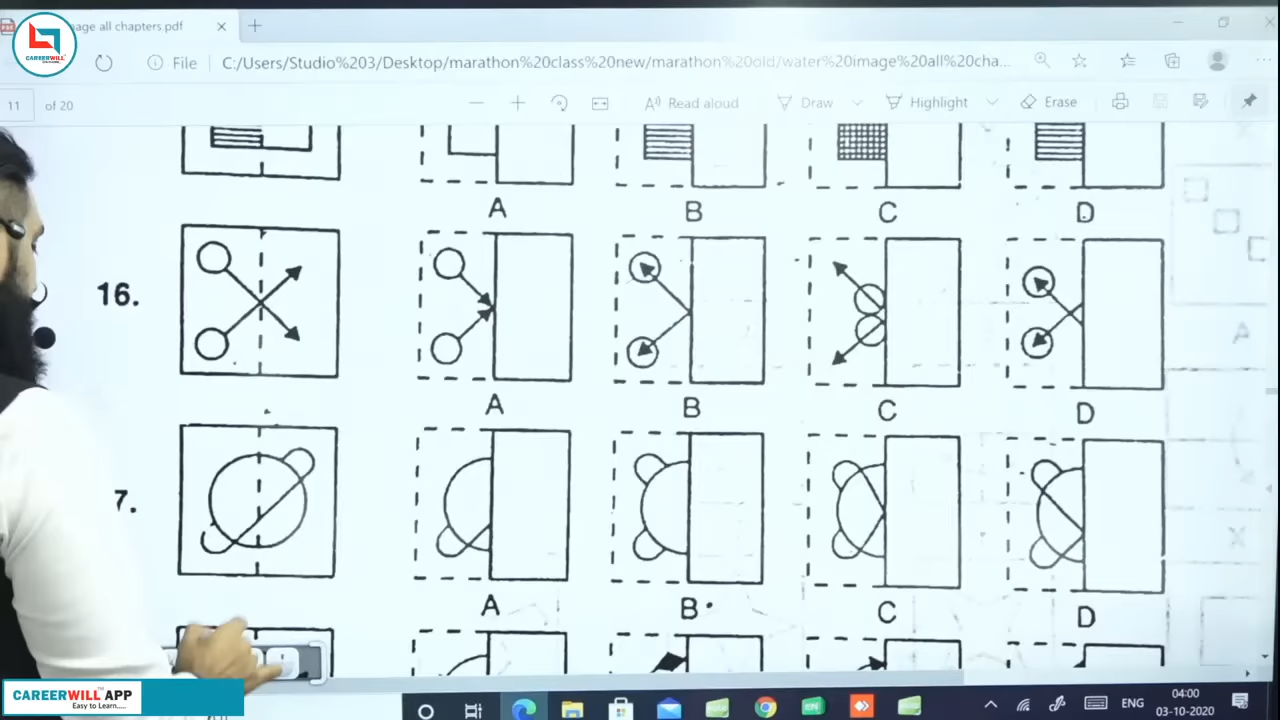 CAREERWILL
nage all chapters.pdf
File
C:/Users/Studio%203/Desktop/marathon%20class%20new/marathon%20old/water%20image%20all%20cha...
11
of 20
Read aloud
Draw
Highlight
Erase
A
B
C
D
16.
A
B
C
D
7.
A
B
C
D
CAREERWILL APP
Easy to Learn.....
ENG
04:00
03-10-2020